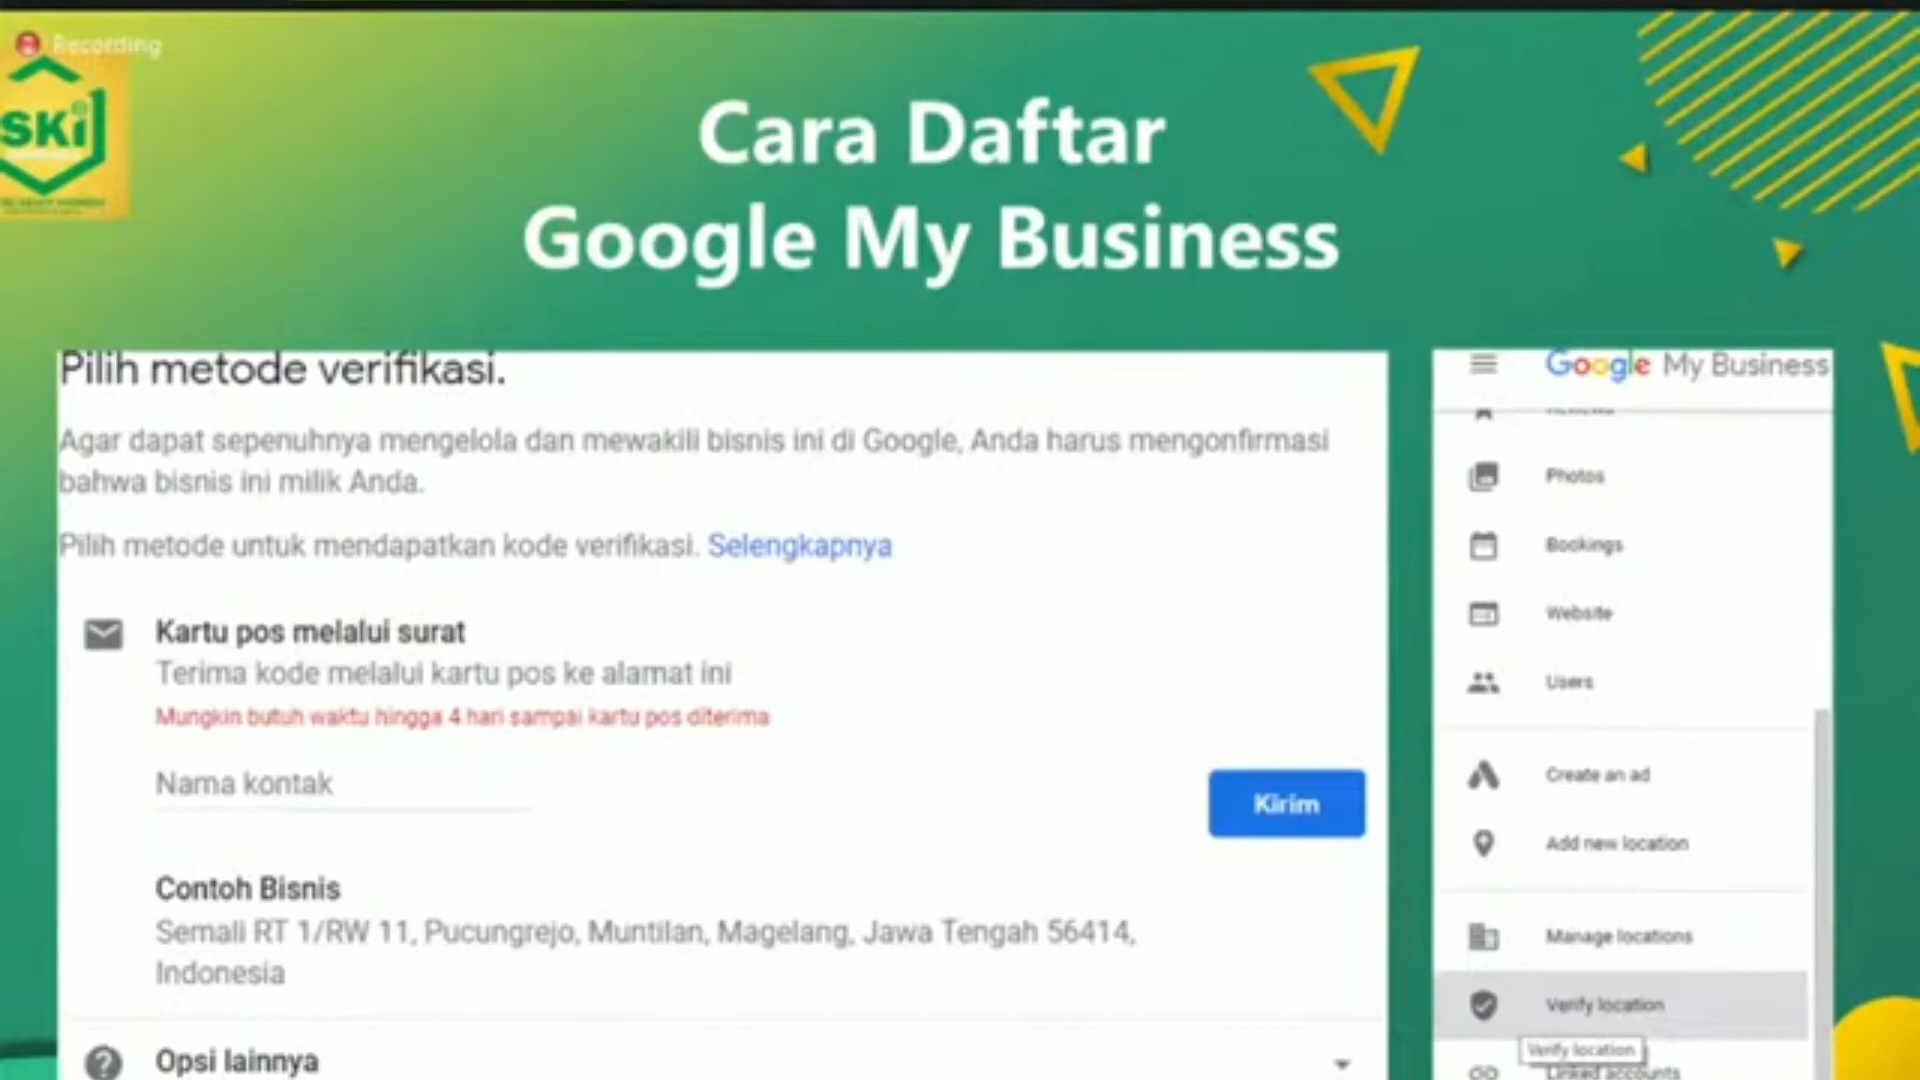 Recording
SKi
Cara Daftar
Google My Business
Pilih metode verifikasi.
Agar dapat sepenuhnya mengelola dan mewakili bisnis ini di Google, Anda harus mengonfirmasi
bahwa bisnis ini milik Anda.
Pilih metode untuk mendapatkan kode verifikasi. Selengkapnya
Kartu pos melalui surat
Terima kode melalui kartu pos ke alamat ini
Mungkin butuh waktu hingga 4 hari sampai kartu pos diterima
Nama kontak
Kirim
Contoh Bisnis
Semali RT 1/RW 11, Pucungrejo, Muntilan, Magelang, Jawa Tengah 56414,
Indonesia
Opsi lainnya
Google My Business
Photos
Bookings
Website
Users
Create an ad
Add new location
Manage locations
Verify location
Verify location
Linked accounts